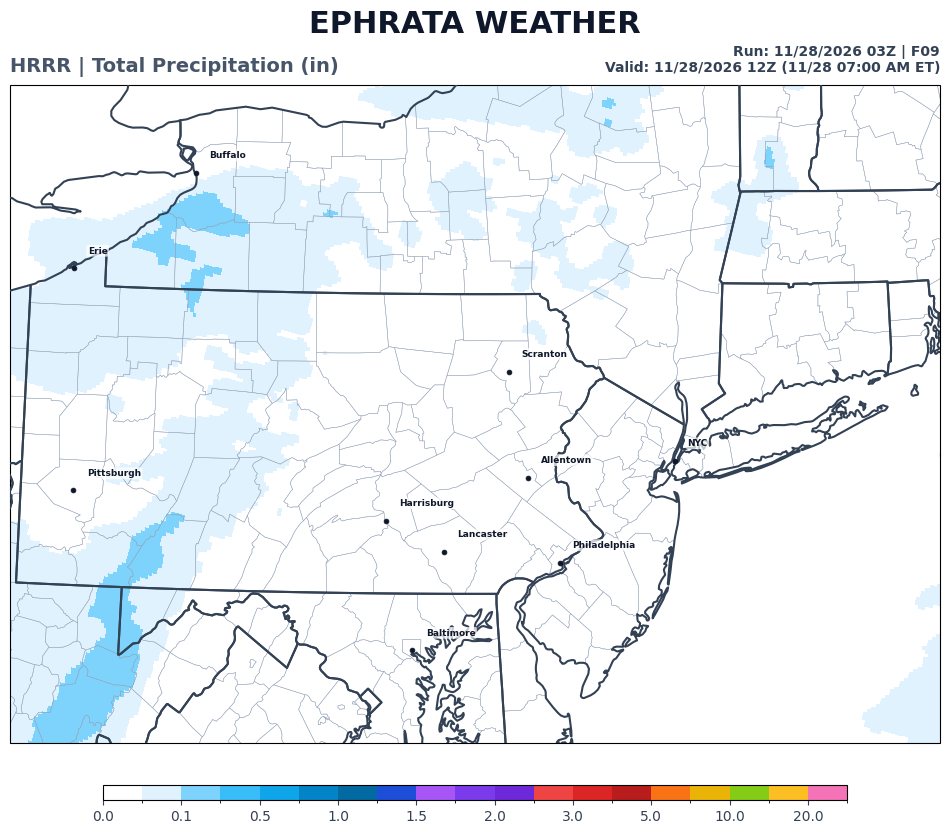 EPHRATA WEATHER
HRRR | Total Precipitation (in)
Run: 11/28/2026 03Z | F09
Valid: 11/28/2026 12Z (11/28 07:00 AM ET)
Buffalo
Erie
Scranton
NYC
Allentown
Pittsburgh
Harrisburg
Lancaster
Philadelphia
Baltimore
0.0 0.1 0.5 1.0 1.5 2.0 3.0 5.0 10.0 20.0